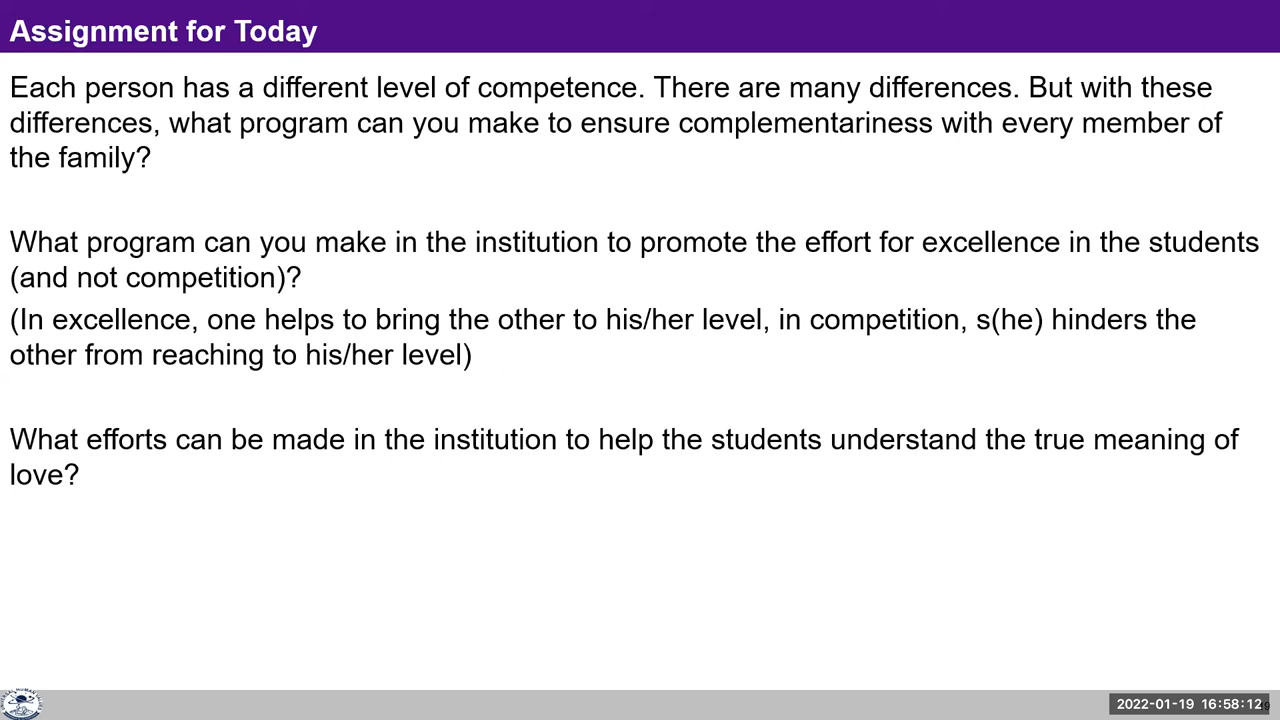 Assignment for Today
Each person has a different level of competence. There are many differences. But with these
differences, what program can you make to ensure complementariness with every member of
the family?
What program can you make in the institution to promote the effort for excellence in the students
(and not competition)?
(In excellence, one helps to bring the other to his/her level, in competition, s(he) hinders the
other from reaching to his/her level)
What efforts can be made in the institution to help the students understand the true meaning of
love?
2022-01-19 16:58:12